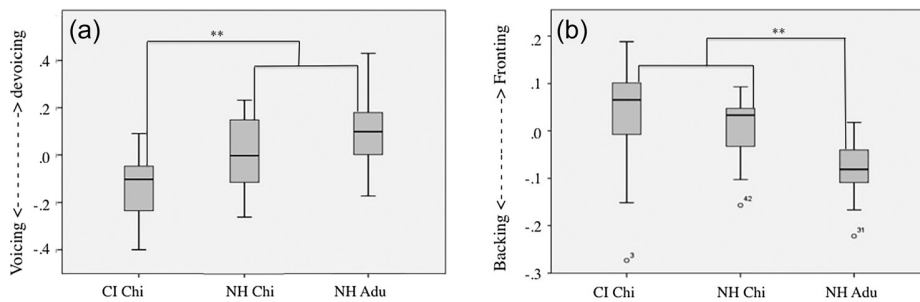 (a)
**
Voicing <- - - - - - -> devoicing
.4
.2
.0
-.2
-.4
CI Chi
NH Chi
NH Adu
(b)
**
Backing <- - - - - - -> Fronting
.2
.1
.0
-.1
-.2
-.3
3
42
31
CI Chi
NH Chi
NH Adu